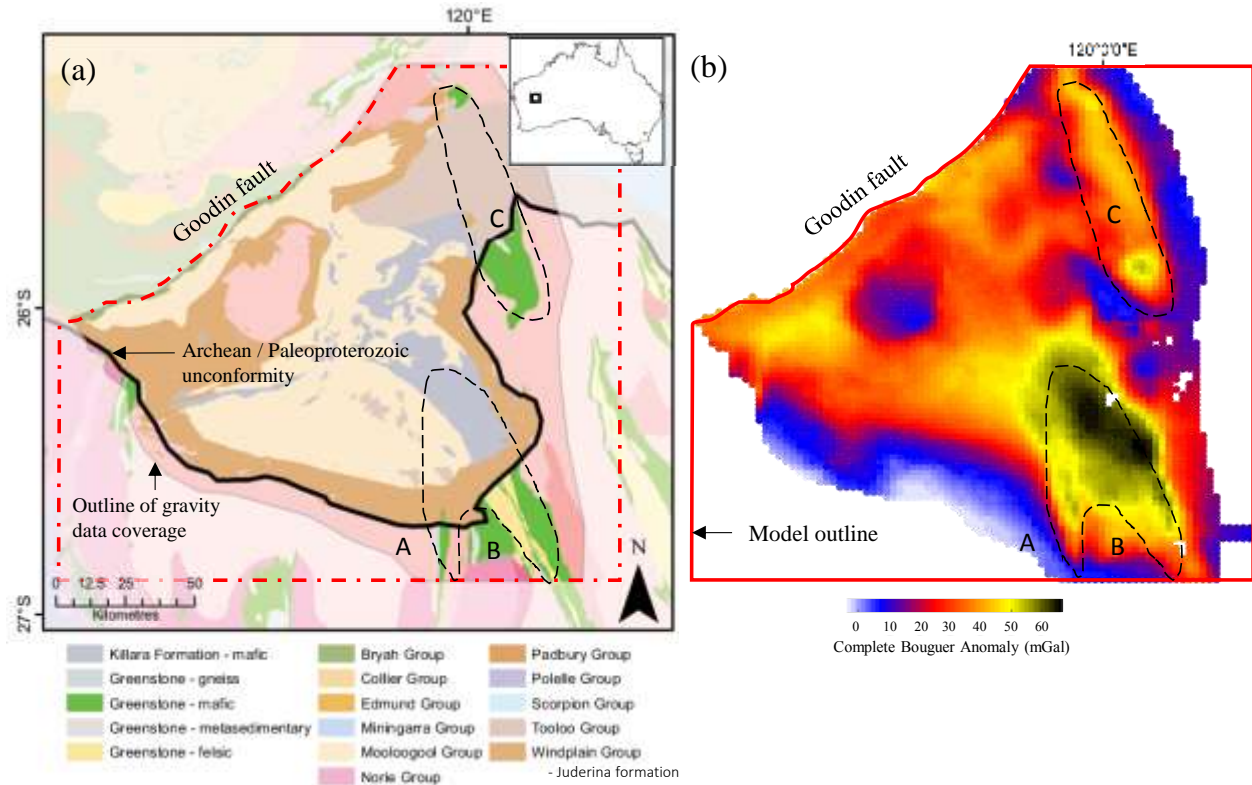 120°E
(a)
Goodin fault
C
26°S
Archean / Paleoproterozoic
unconformity
Outline of gravity
data coverage
A
B
N
0 12.5 25 50
Kilometres
27°S
Killara Formation - mafic
Greenstone - gneiss
Greenstone - mafic
Greenstone - metasedimentary
Greenstone - felsic
Bryah Group
Collier Group
Edmund Group
Miningarra Group
Mooloogool Group
Norie Group
Padbury Group
Polelle Group
Scorpion Group
Tooloo Group
Windplain Group
- Juderina formation
(b)
120°0'0"E
Goodin fault
C
Model outline
A
B
0 10 20 30 40 50 60
Complete Bouguer Anomaly (mGal)